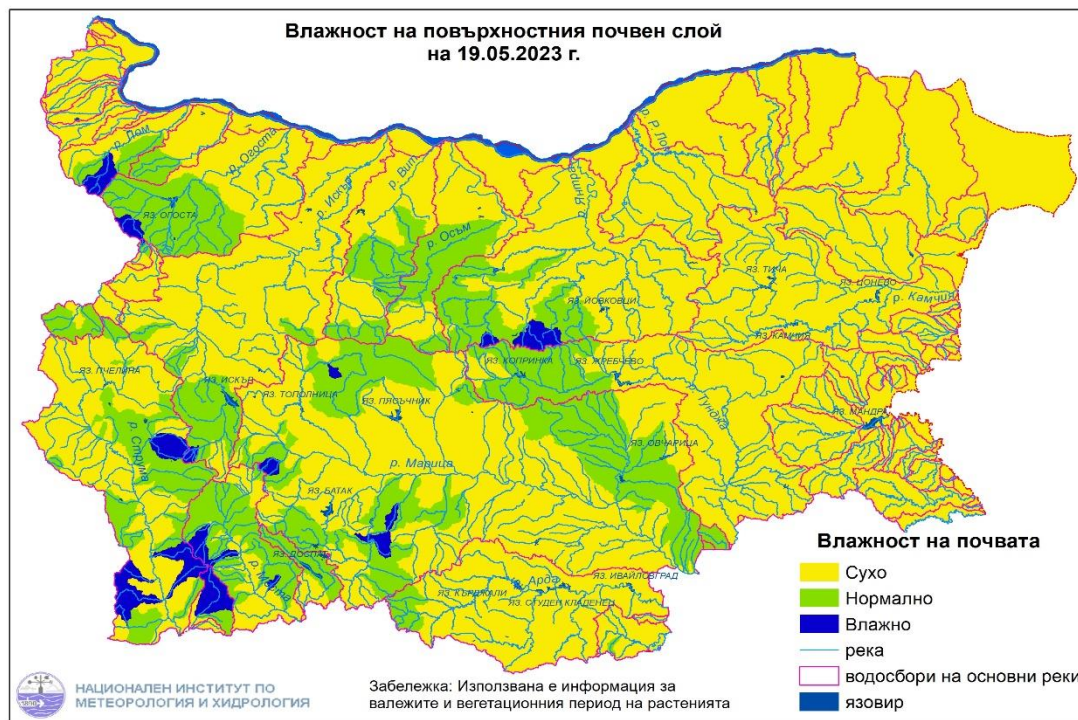 Влажност на повърхностния почвен слой
на 19.05.2023 г.
р. Лом
р. Огоста
р. Искър
р. Вит
р. Янтра
р. Р Лом
ЯЗ. ОГОСТА
р. Осъм
ЯЗ. ТИЧА
ЯЗ. ЦОНЕВО
р. Камчия
ЯЗ. ЙОВКОВЦИ
ЯЗ. КАМЧИЯ
ЯЗ. ПЧЕЛИНА
ЯЗ. ИСКЪР
ЯЗ. ТОПОЛНИЦА
ЯЗ. КОПРИНКА
ЯЗ. ЖРЕБЧЕВО
ЯЗ. ПЯСЪЧНИК
р. Тунджа
ЯЗ. МАНДРА
р. Струма
р. Марица
ЯЗ. ОВЧАРИЦА
ЯЗ. БАТАК
ЯЗ. ДОСПАТ
р. Места
р. Арда
ЯЗ. ИВАЙЛОВГРАД
ЯЗ. КЪРДЖАЛИ
ЯЗ. СТУДЕН КЛАДЕНЕЦ
Влажност на почвата
Сухо
Нормално
Влажно
река
водосбори на основни реки
язовир
НАЦИОНАЛЕН ИНСТИТУТ ПО
МЕТЕОРОЛОГИЯ И ХИДРОЛОГИЯ
Забележка: Използвана е информация за
валежите и вегетационния период на растенията